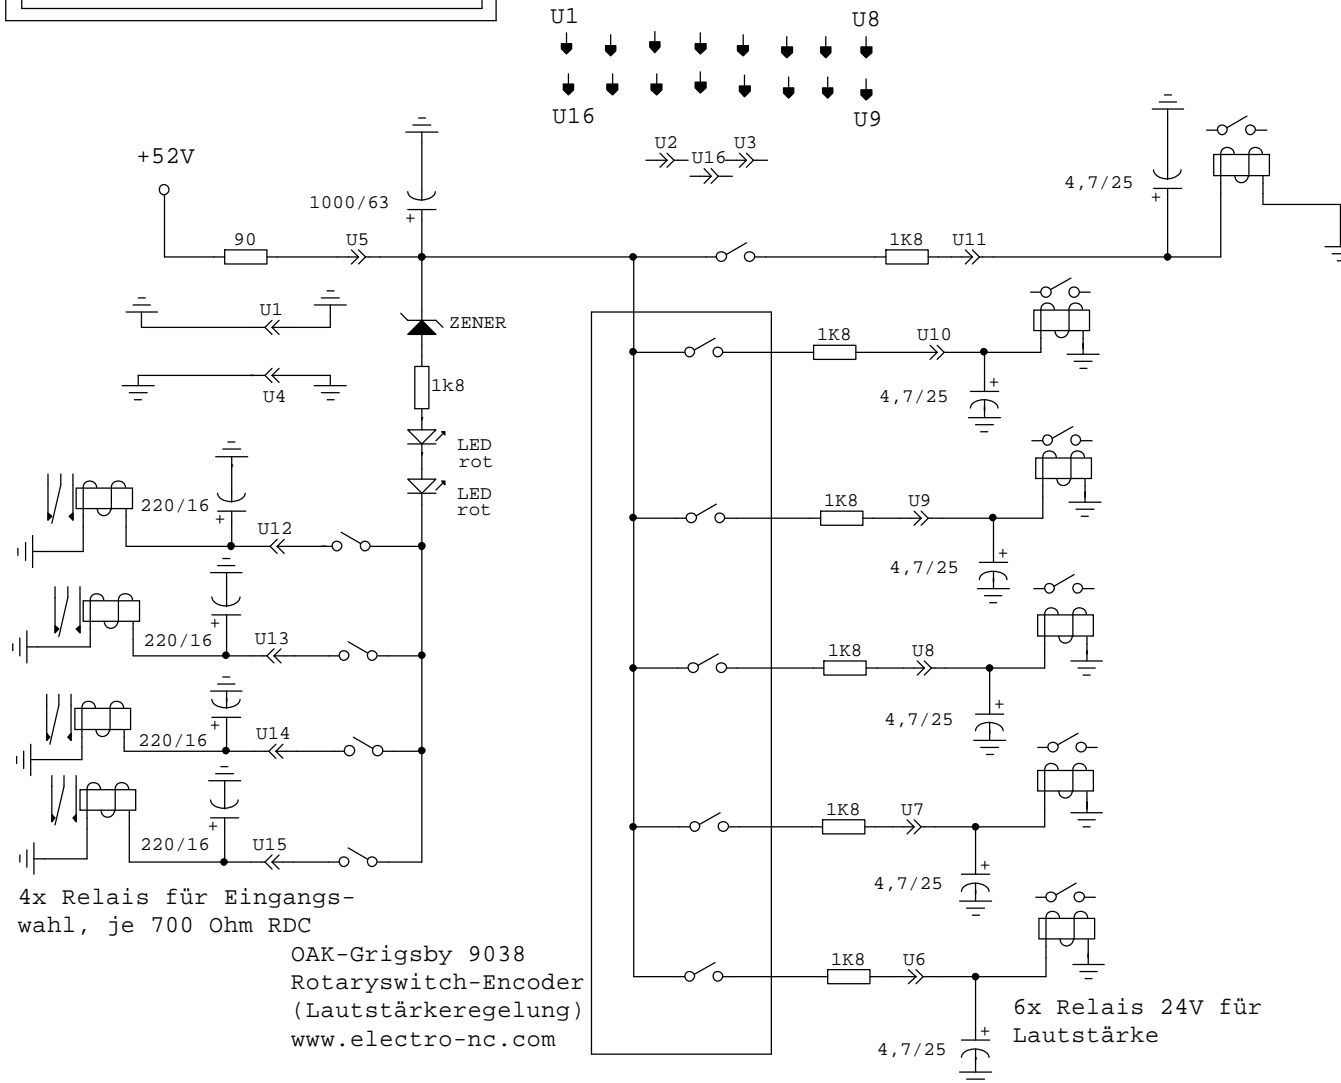 U1
U8
U16
U9
U2
U3
U16
+52V
1000/63
4,7/25
+
+
90
U5
1K8
U11
U1
ZENER
1K8
U10
U4
1k8
4,7/25
+
LED
rot
LED
rot
220/16
+
U12
1K8
U9
4,7/25
+
220/16
+
U13
1K8
U8
4,7/25
+
220/16
+
U14
1K8
U7
4,7/25
+
220/16
+
U15
4x Relais für Eingangs-
wahl, je 700 Ohm RDC
OAK-Grigsby 9038
Rotaryswitch-Encoder
(Lautstärkeregelung)
www.electro-nc.com
1K8
U6
4,7/25
+
6x Relais 24V für
Lautstärke